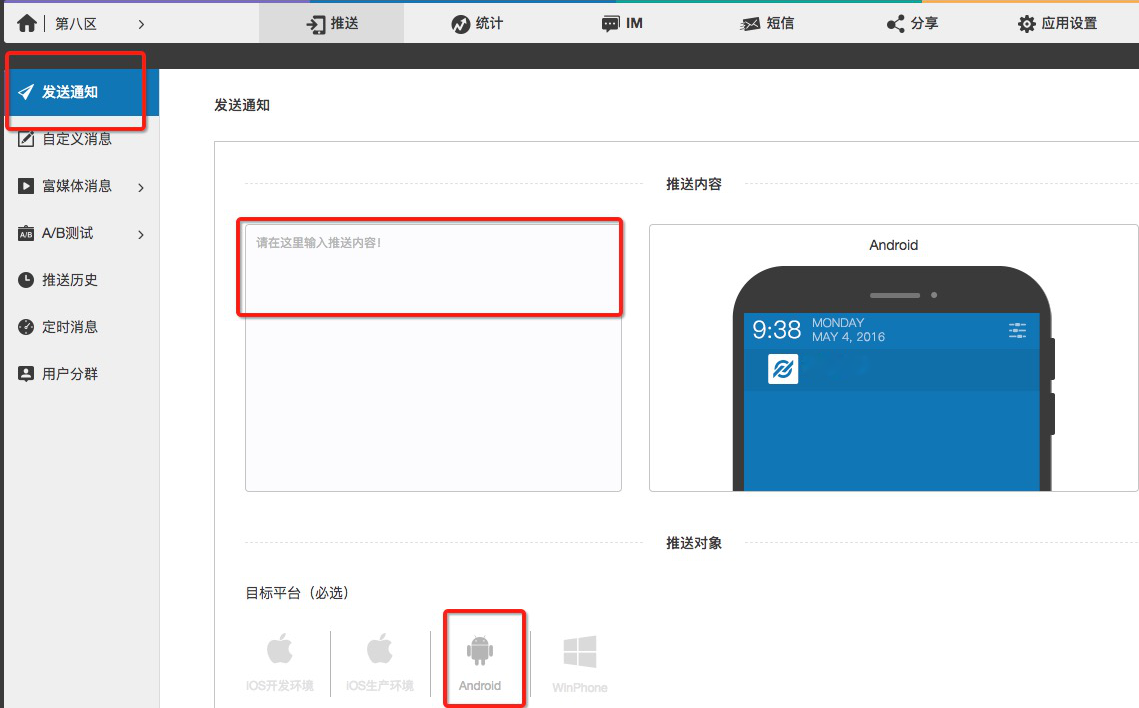 第八区
推送
统计
IM
短信
分享
应用设置
发送通知
自定义消息
富媒体消息
A/B
A/B测试
推送历史
定时消息
用户分群
发送通知
推送内容
请在这里输入推送内容!
Android
9:38
MONDAY
MAY 4, 2016
推送对象
目标平台（必选）
iOS开发环境
iOS生产环境
Android
WinPhone